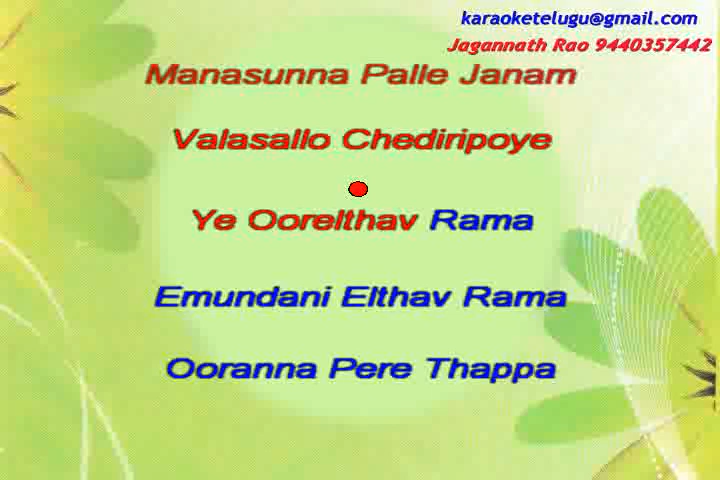 karaoketelugu@gmail.com
Jagannath Rao 9440357442
Manasunna Palle Janam
Valasallo Chediripoye
Ye Oorelthav Rama
Emundani Elthav Rama
Ooranna Pere Thappa